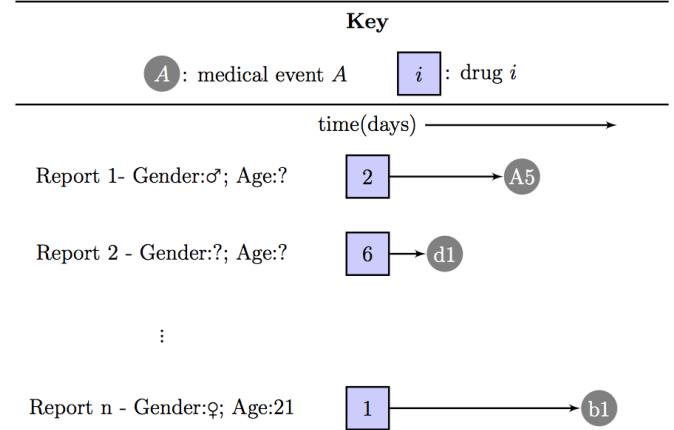 Key
A : medical event A i : drug i
time(days)
Report 1- Gender:♂; Age:? 2 A5
Report 2 - Gender:?; Age:? 6 d1
⋮
Report n - Gender:♀; Age:21 1 b1